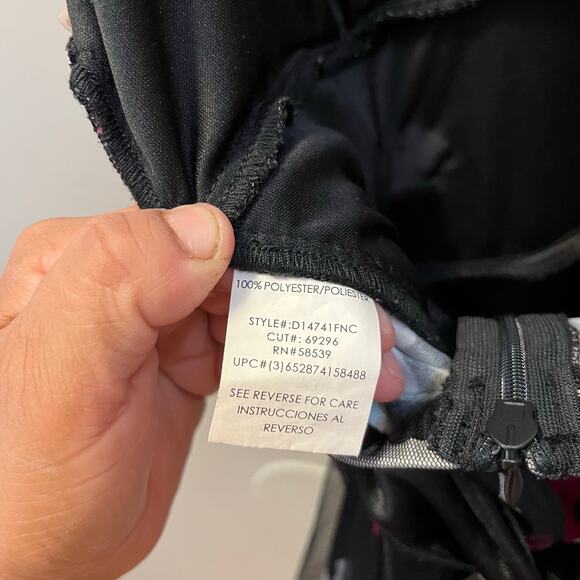 100% POLYESTER/POLIESTER
STYLE#:D14741FNC
CUT#: 69296
RN#58539
UPC#(3)652874158488
SEE REVERSE FOR CARE
INSTRUCCIONES AL
REVERSO